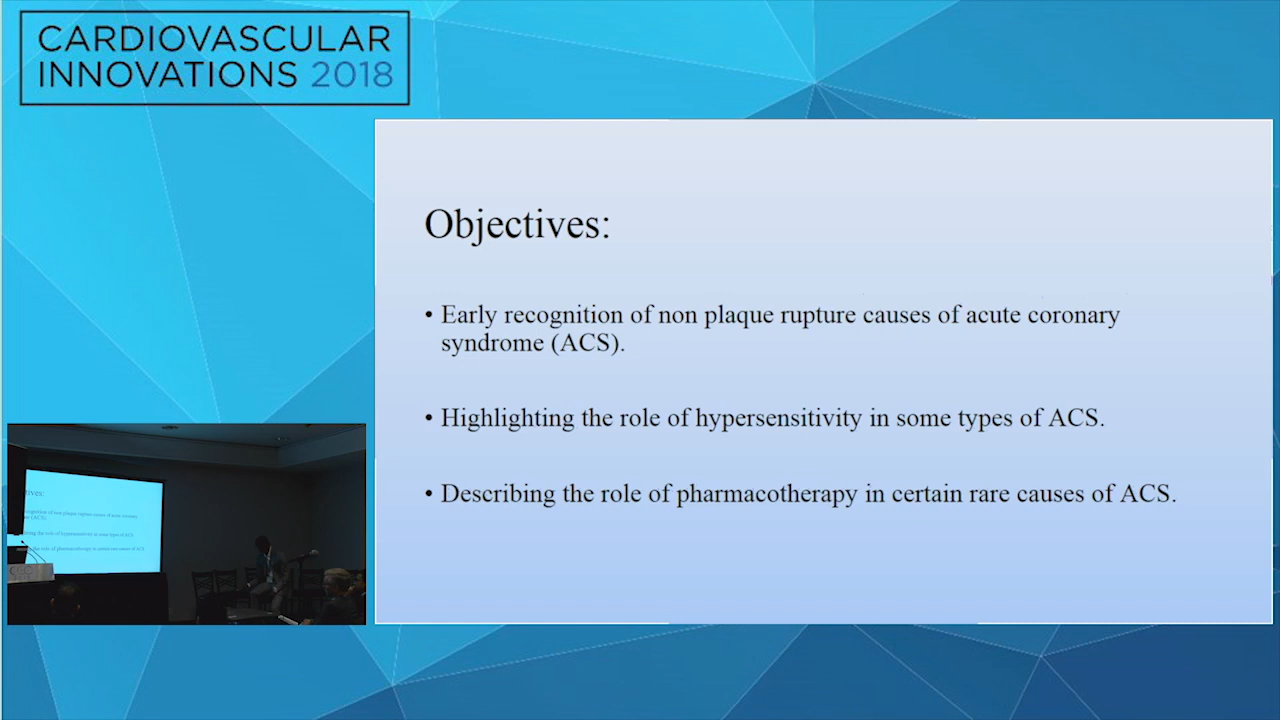 CARDIOVASCULAR
INNOVATIONS 2018
Objectives:
• Early recognition of non plaque rupture causes of acute coronary
syndrome (ACS).
• Highlighting the role of hypersensitivity in some types of ACS.
• Describing the role of pharmacotherapy in certain rare causes of ACS.